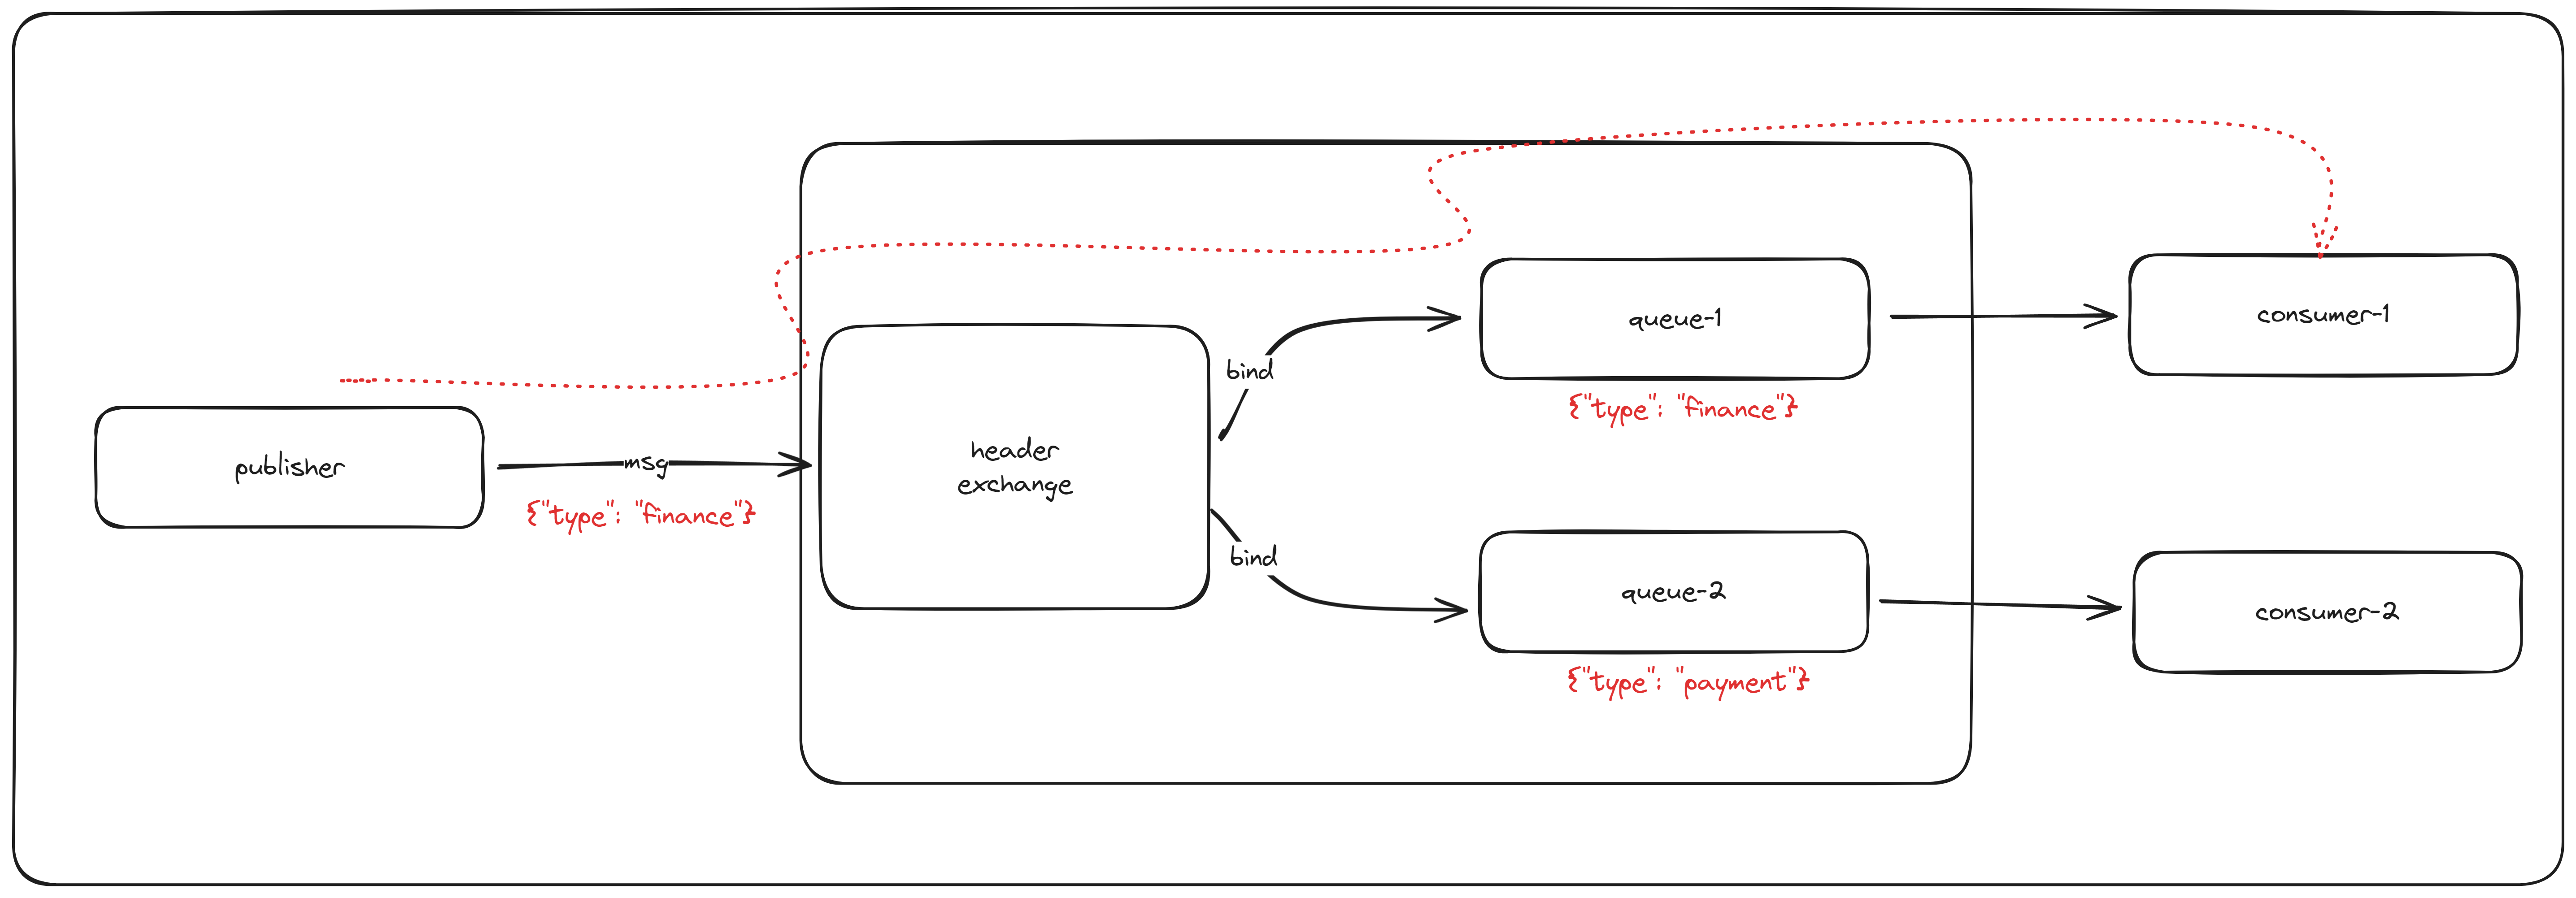 publisher
msg
{"type": "finance"}
header
exchange
bind
bind
queue-1
{"type": "finance"}
queue-2
{"type": "payment"}
consumer-1
consumer-2